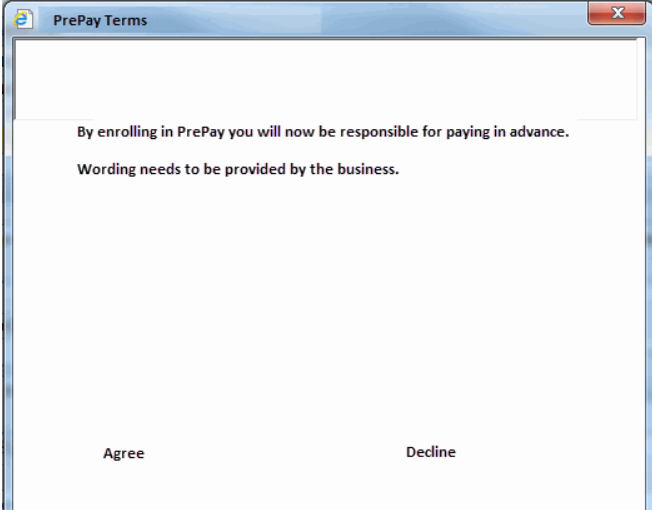 PrePay Terms
By enrolling in PrePay you will now be responsible for paying in advance.
Wording needs to be provided by the business.
Agree
Decline